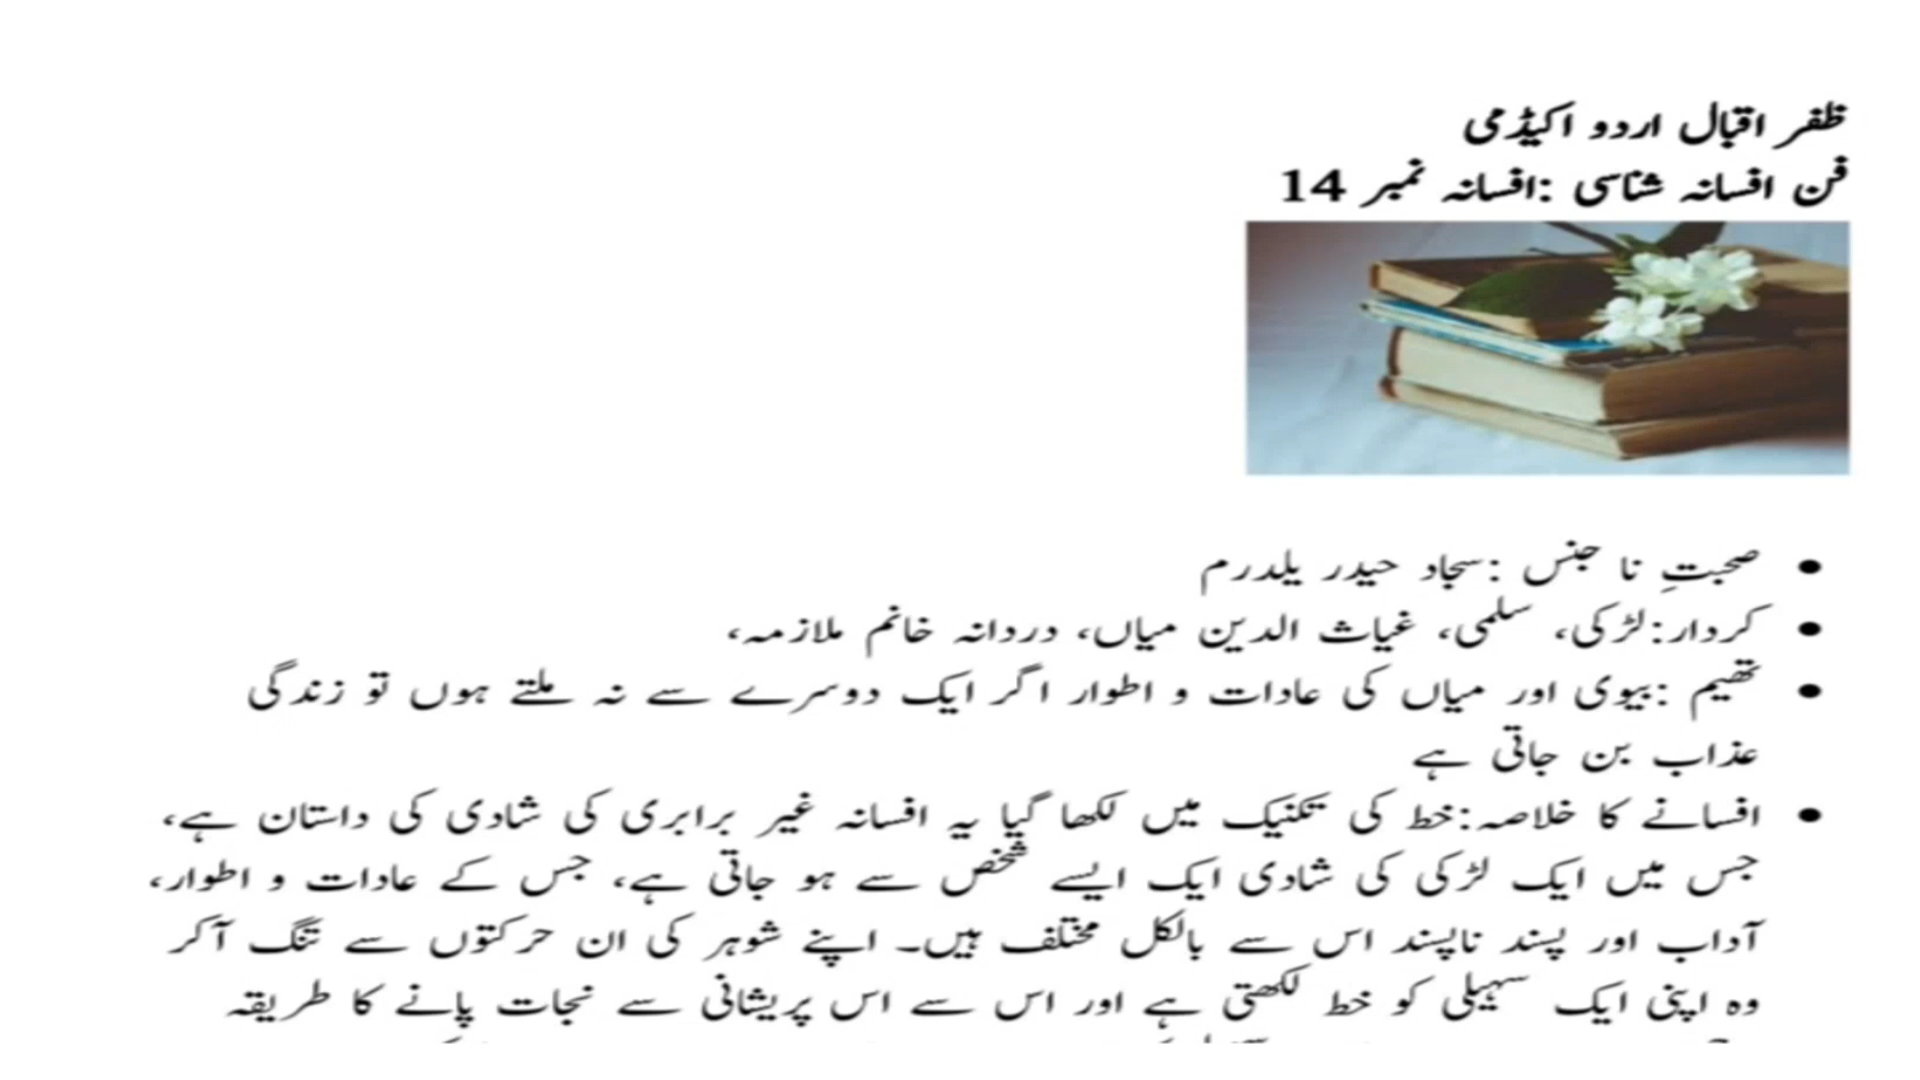 ظفر اقبال اردو اکیڈمی
فن افسانہ شناسی :افسانہ نمبر 14
صحبتِ نا جنس :سجاد حیدر یلدرم
کردار:لڑکی، سلمی، غیاث الدین میاں، دردانہ خانم ملازمہ،
تھیم :بیوی اور میاں کی عادات و اطوار اگر ایک دوسرے سے نہ ملتے ہوں تو زندگی
عذاب بن جاتی ہے
افسانے کا خلاصہ:خط کی تکنیک میں لکھا گیا یہ افسانہ غیر برابری کی شادی کی داستان ہے،
جس میں ایک لڑکی کی شادی ایک ایسے شخص سے ہو جاتی ہے، جس کے عادات و اطوار،
آداب اور پسند ناپسند اس سے بالکل مختلف ہیں۔ اپنے شوہر کی ان حرکتوں سے تنگ آکر
وہ اپنی ایک سہیلی کو خط لکھتی ہے اور اس سے اس پریشانی سے نجات پانے کا طریقہ